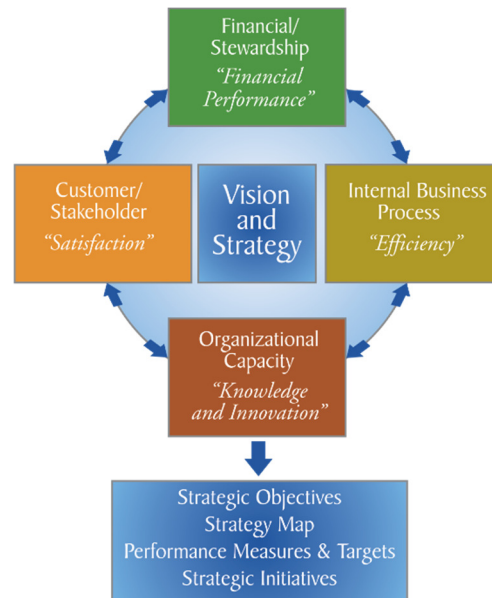 Financial/
Stewardship
“Financial
Performance”
Customer/
Stakeholder
“Satisfaction”
Vision
and
Strategy
Internal Business
Process
“Efficiency”
Organizational
Capacity
“Knowledge
and Innovation”
Strategic Objectives
Strategy Map
Performance Measures & Targets
Strategic Initiatives